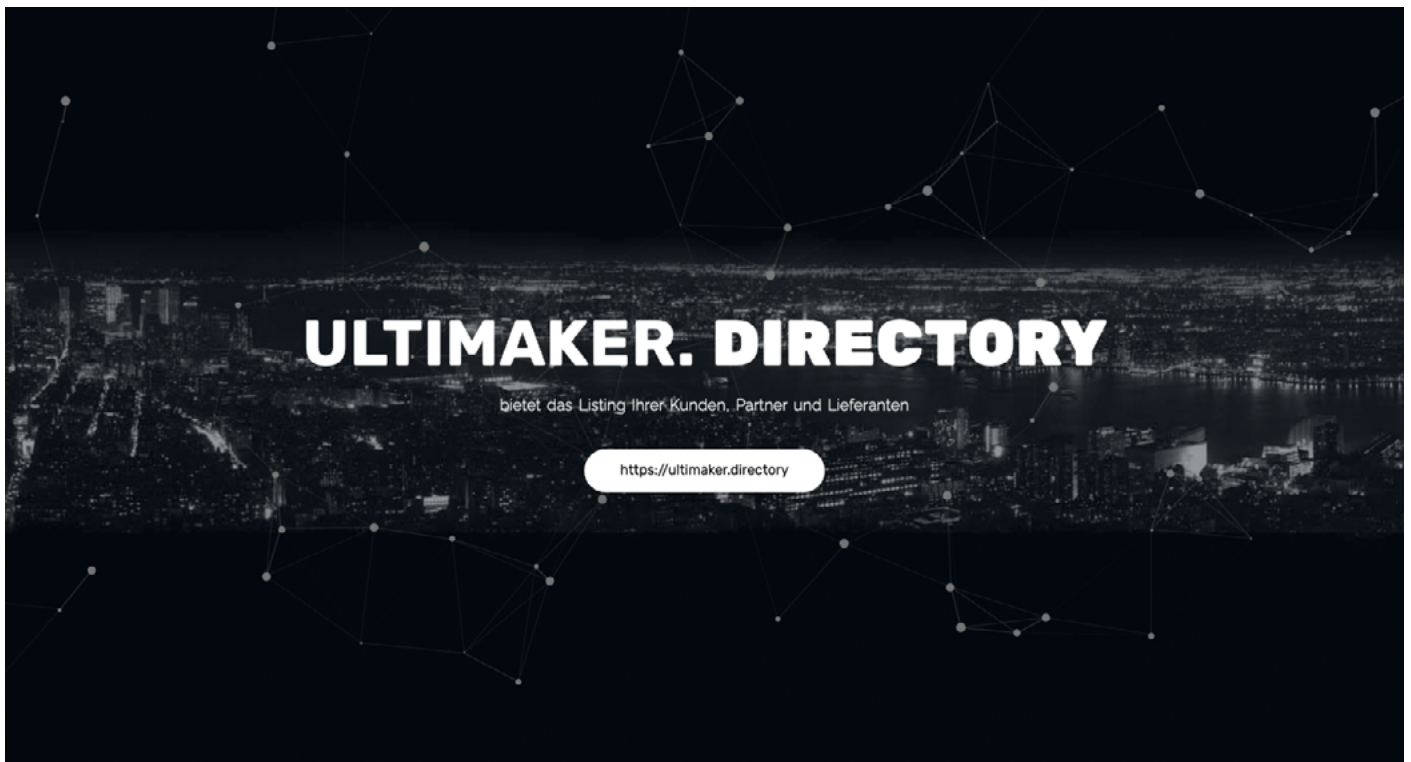 ULTIMAKER. DIRECTORY
bietet das Listing Ihrer Kunden, Partner und Lieferanten
https://ultimaker.directory